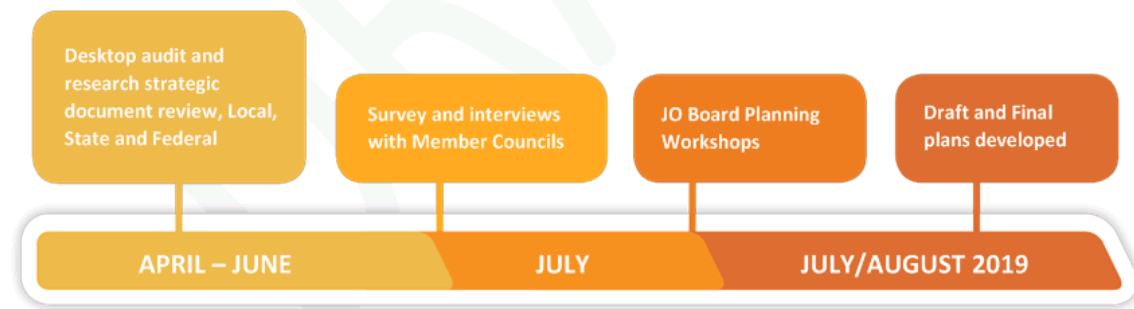 Desktop audit and
research strategic
document review, Local,
State and Federal
Survey and interviews
with Member Councils
JO Board Planning
Workshops
Draft and Final
plans developed
APRIL – JUNE
JULY
JULY/AUGUST 2019